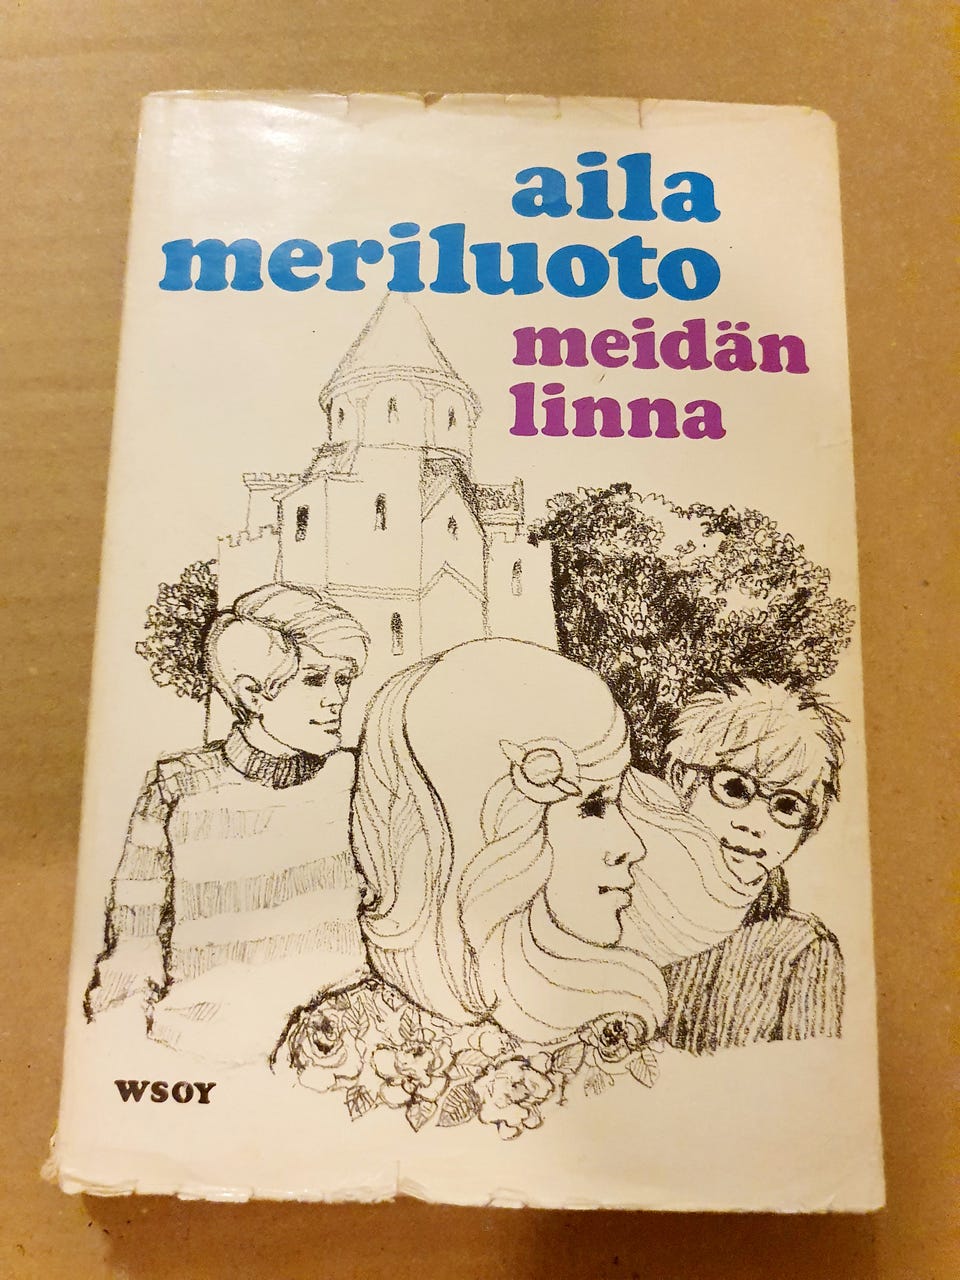 aila
meriluoto
meidän
linna
WSOY